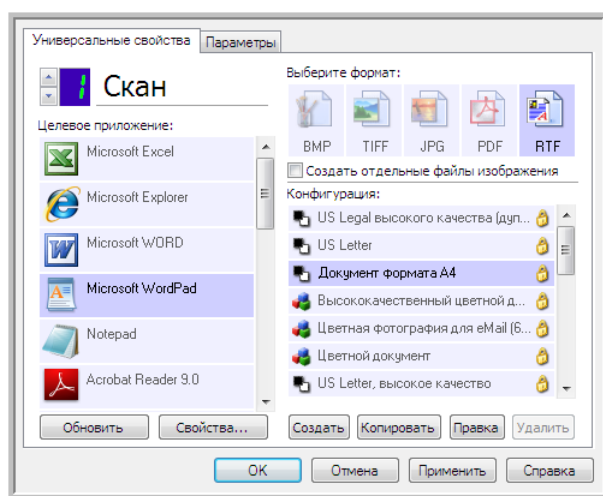 Универсальные свойства
Параметры
1 Скан
Целевое приложение:
Microsoft Excel
Microsoft Explorer
Microsoft WORD
Microsoft WordPad
Notepad
Acrobat Reader 9.0
Обновить
Свойства...
Выберите формат:
BMP TIFF JPG PDF RTF
Создать отдельные файлы изображения
Конфигурация:
US Legal высокого качества (дуп...
US Letter
Документ формата A4
Высококачественный цветной д...
Цветная фотография для eMail (6...
Цветной документ
US Letter, высокое качество
Создать
Копировать
Правка
Удалить
OK
Отмена
Применить
Справка